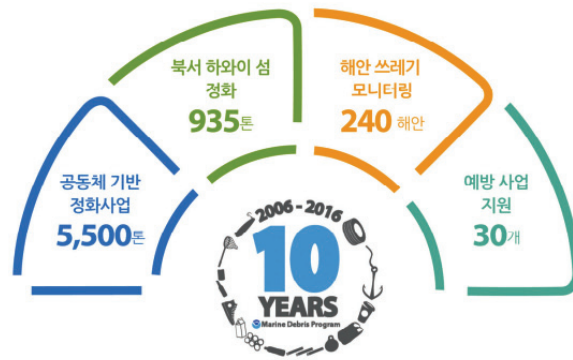 공동체 기반
정화사업
5,500톤
북서 하와이 섬
정화
935톤
해안 쓰레기
모니터링
240 해안
예방 사업
지원
30개
2006 - 2016
10
YEARS
Marine Debris Program